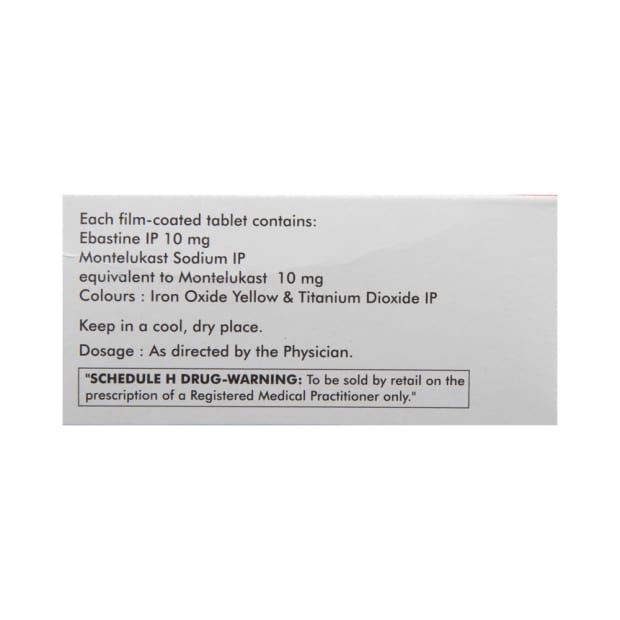 Each film-coated tablet contains:
Ebastine IP 10 mg
Montelukast Sodium IP
equivalent to Montelukast 10 mg
Colours : Iron Oxide Yellow & Titanium Dioxide IP
Keep in a cool, dry place.
Dosage : As directed by the Physician.
"SCHEDULE H DRUG-WARNING: To be sold by retail on the
prescription of a Registered Medical Practitioner only."